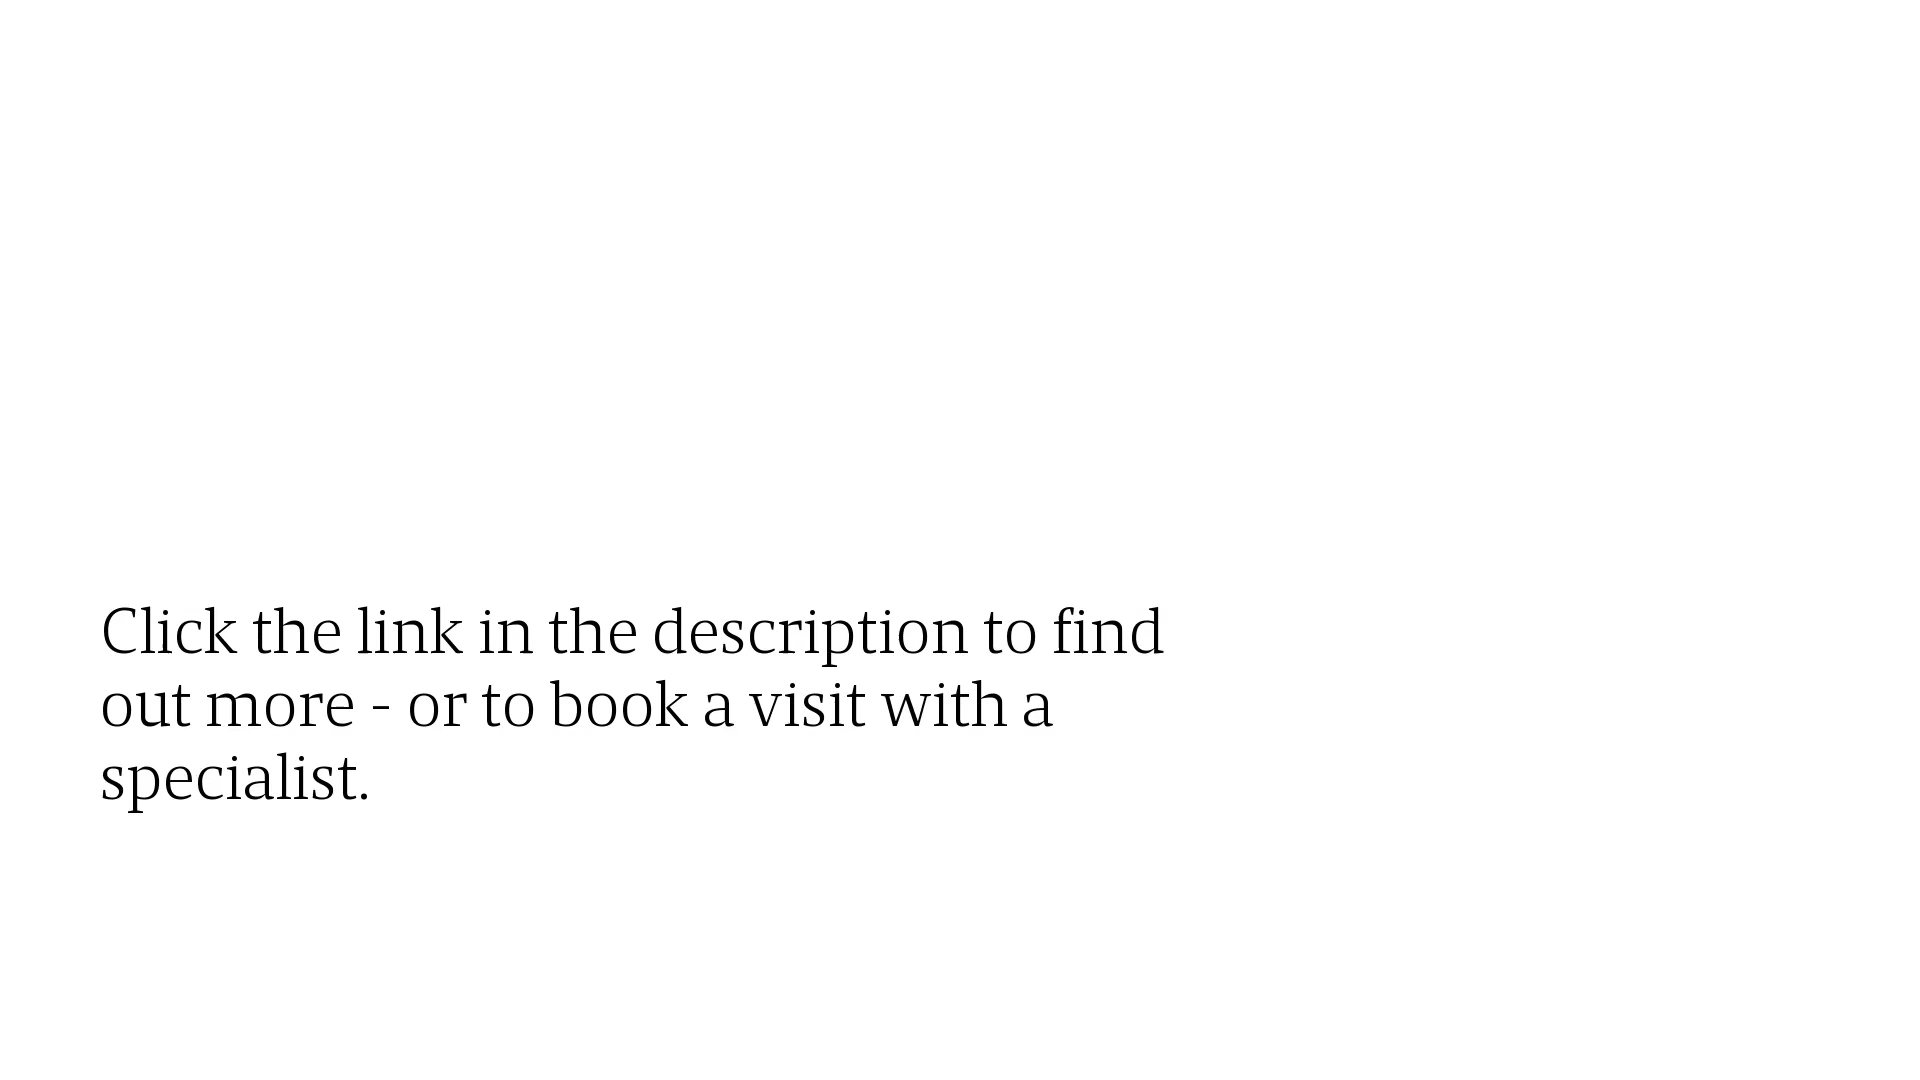 Click the link in the description to find
out more - or to book a visit with a
specialist.